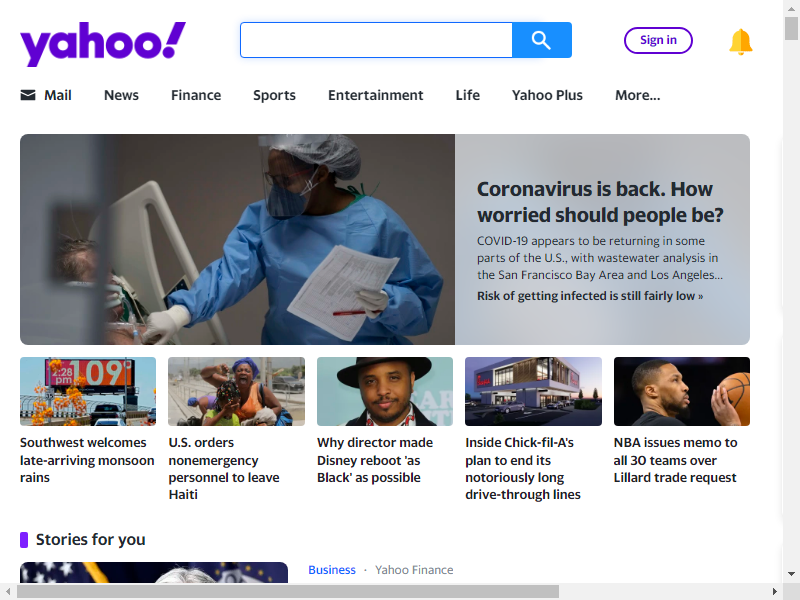 yahoo!
Sign in
Mail
News
Finance
Sports
Entertainment
Life
Yahoo Plus
More...
Coronavirus is back. How
worried should people be?
COVID-19 appears to be returning in some
parts of the U.S., with wastewater analysis in
the San Francisco Bay Area and Los Angeles...
Risk of getting infected is still fairly low »
2:28
pm
109°
Southwest welcomes
late-arriving monsoon
rains
U.S. orders
nonemergency
personnel to leave
Haiti
Why director made
Disney reboot 'as
Black' as possible
Inside Chick-fil-A's
plan to end its
notoriously long
drive-through lines
NBA issues memo to
all 30 teams over
Lillard trade request
Stories for you
Business · Yahoo Finance